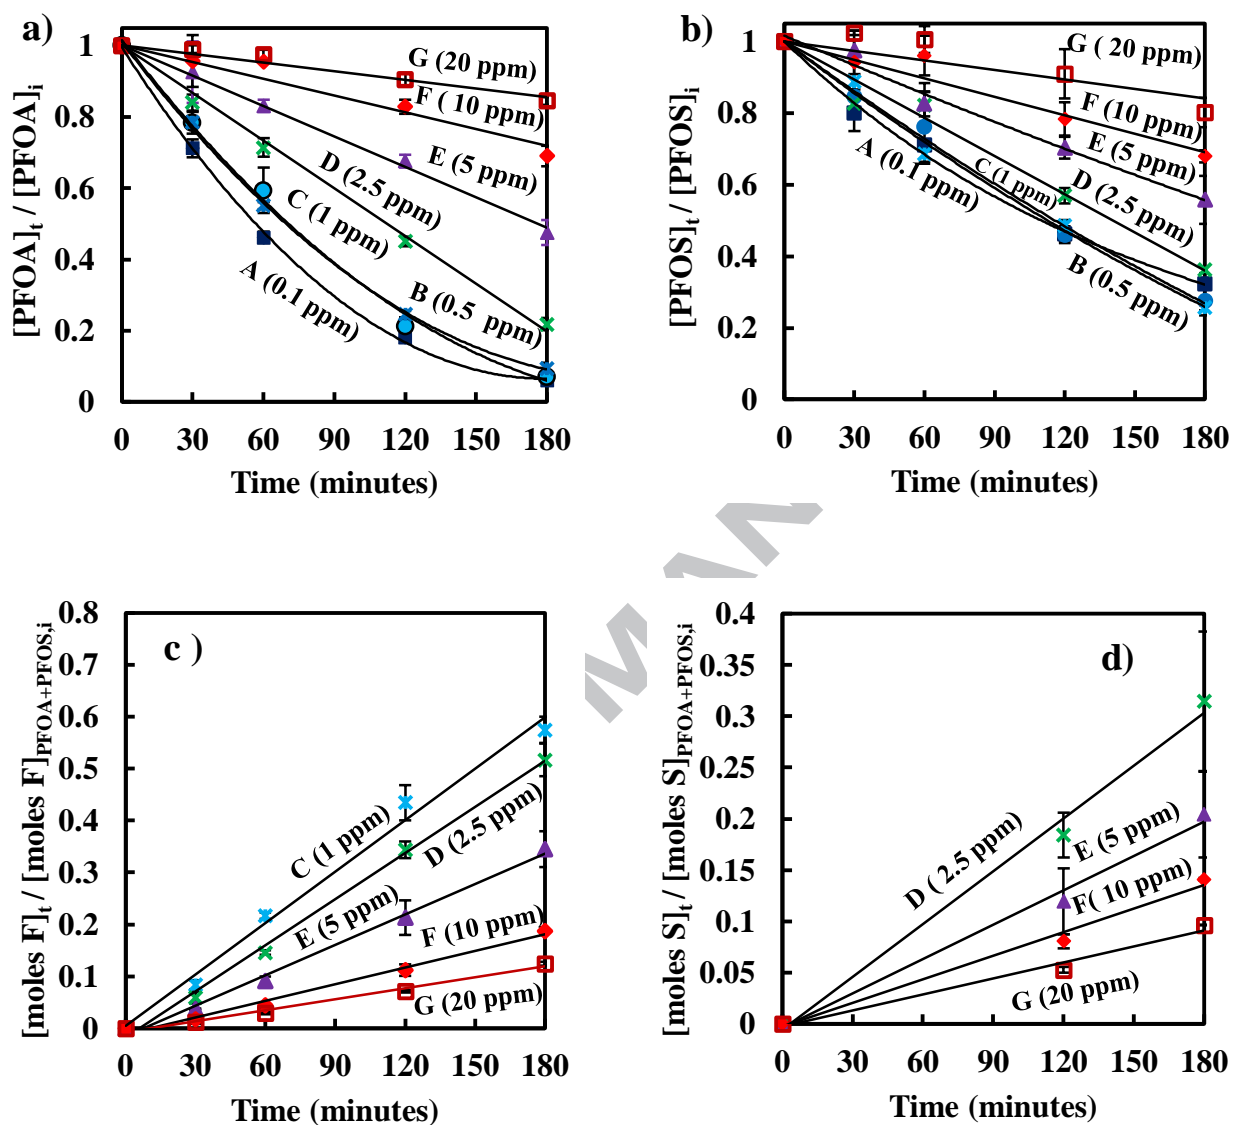 a)
[PFOA]t / [PFOA]i
1
0.8
0.6
0.4
0.2
0
G (20 ppm)
F ( 10 ppm)
E (5 ppm)
D (2.5 ppm)
C (1 ppm)
B (0.5 ppm)
A (0.1 ppm)
0 30 60 90 120 150 180
Time (minutes)
b)
[PFOS]t / [PFOS]i
1
0.8
0.6
0.4
0.2
0
G ( 20 ppm)
F (10 ppm)
E (5 ppm)
D (2.5 ppm)
C (1 ppm)
B (0.5 ppm)
A (0.1 ppm)
0 30 60 90 120 150 180
Time (minutes)
MAN
c )
[moles F]t / [moles F]PFOA+PFOS,i
0.8
0.7
0.6
0.5
0.4
0.3
0.2
0.1
0
C (1 ppm)
D (2.5 ppm)
E (5 ppm)
F (10 ppm)
G (20 ppm)
0 30 60 90 120 150 180
Time (minutes)
d)
[moles S]t / [moles S]PFOA+PFOS,i
0.4
0.35
0.3
0.25
0.2
0.15
0.1
0.05
0
D ( 2.5 ppm)
E (5 ppm)
F( 10 ppm)
G (20 ppm)
0 30 60 90 120 150 180
Time (minutes)